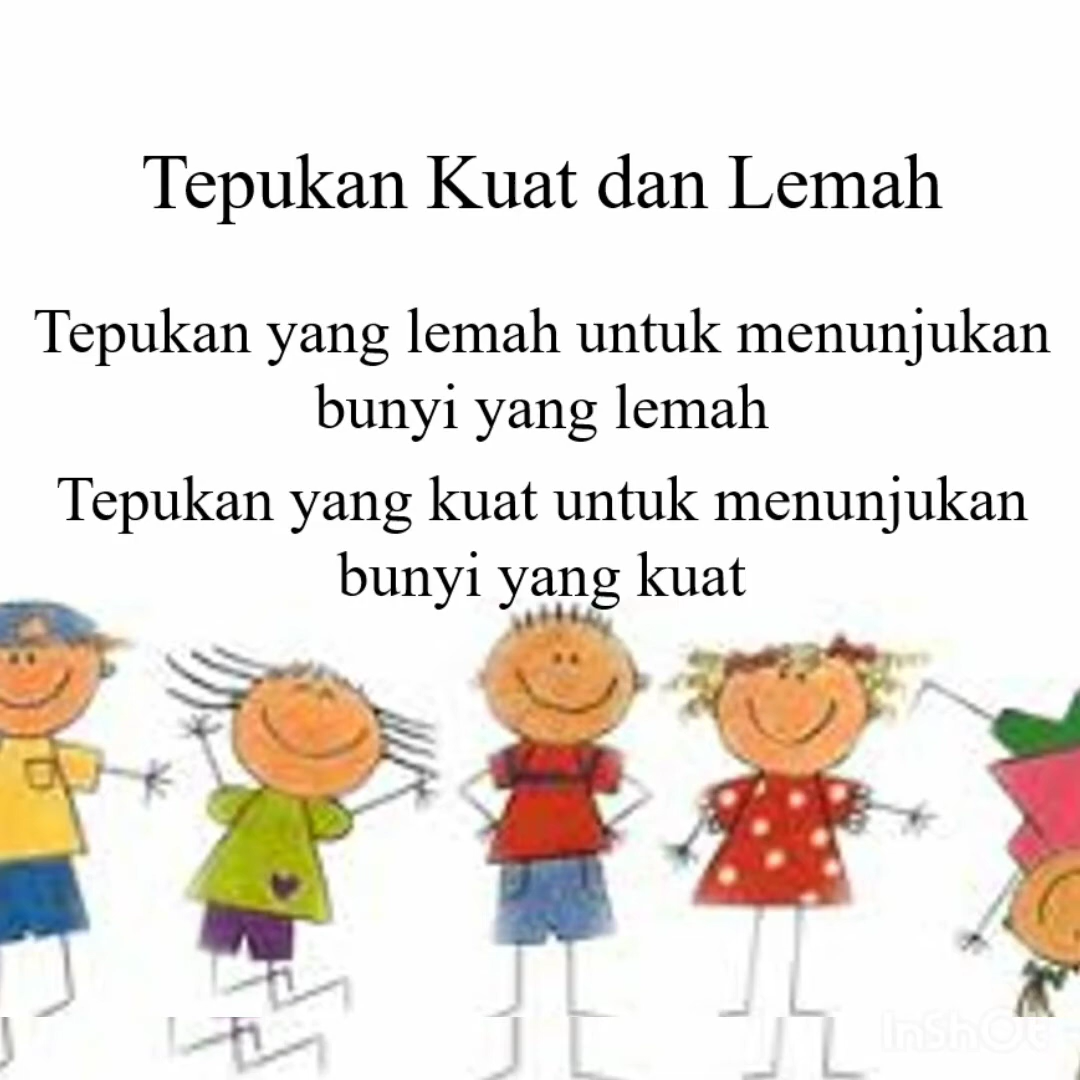 Tepukan Kuat dan Lemah
Tepukan yang lemah untuk menunjukan
bunyi yang lemah
Tepukan yang kuat untuk menunjukan
bunyi yang kuat
InShOt